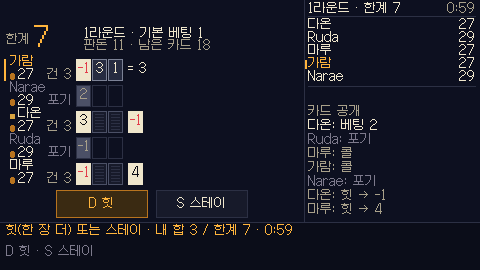 한계 7
1라운드 · 기본 베팅 1
판돈 11 · 남은 카드 18
가람
27 건 3 -1 3 1 = 3
Narae
29 포기 2
다온
27 건 3 3 -1
Ruda
29 포기 -1
마루
27 건 3 -1 4
D 힛
S 스테이
1라운드 · 한계 7 0:59
다온 27
Ruda 29
마루 27
가람 27
Narae 29
카드 공개
다온: 베팅 2
Ruda: 포기
마루: 콜
가람: 콜
Narae: 포기
다온: 힛 → -1
마루: 힛 → 4
힛(한 장 더) 또는 스테이 · 내 합 3 / 한계 7 · 0:59
D 힛 · S 스테이